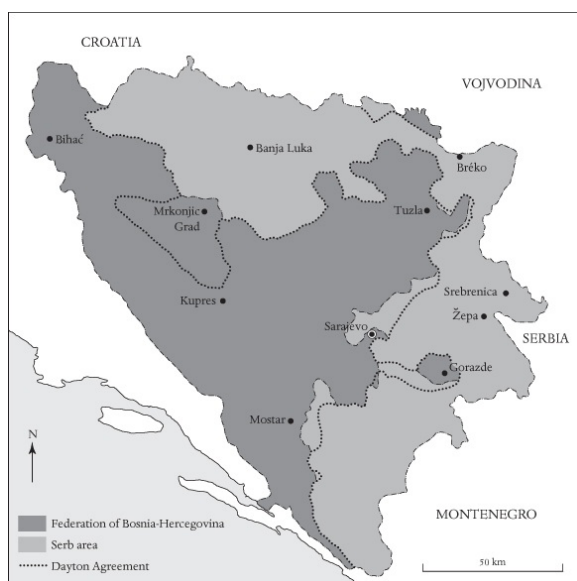 CROATIA
VOJVODINA
Bihać
Banja Luka
Bréko
Mrkonjic
Grad
Tuzla
Kupres
Srebrenica
Žepa
Sarajevo
SERBIA
Gorazde
Mostar
N
MONTENEGRO
Federation of Bosnia-Hercegovina
Serb area
Dayton Agreement
50 km